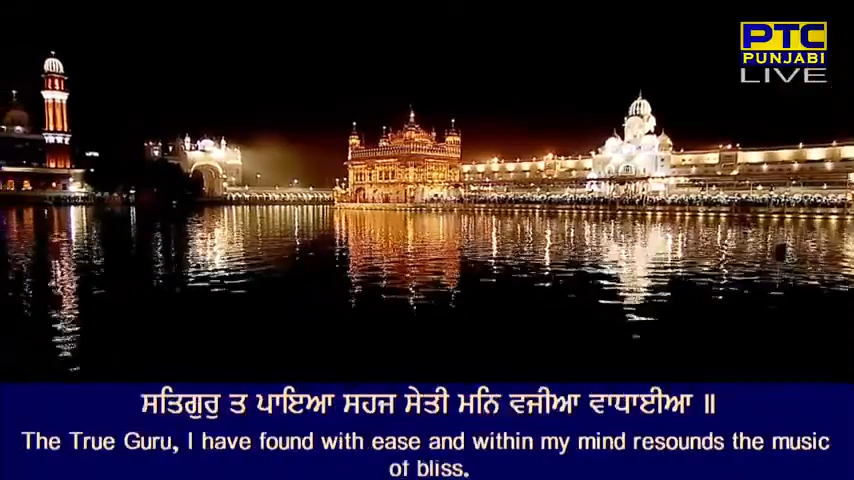 PTC
PUNJABI
LIVE
ਸਤਿਗੁਰੁ ਤ ਪਾਇਆ ਸਹਜ ਸੇਤੀ ਮਨਿ ਵਜੀਆ ਵਾਧਾਈਆ ॥
The True Guru, I have found with ease and within my mind resounds the music
of bliss.